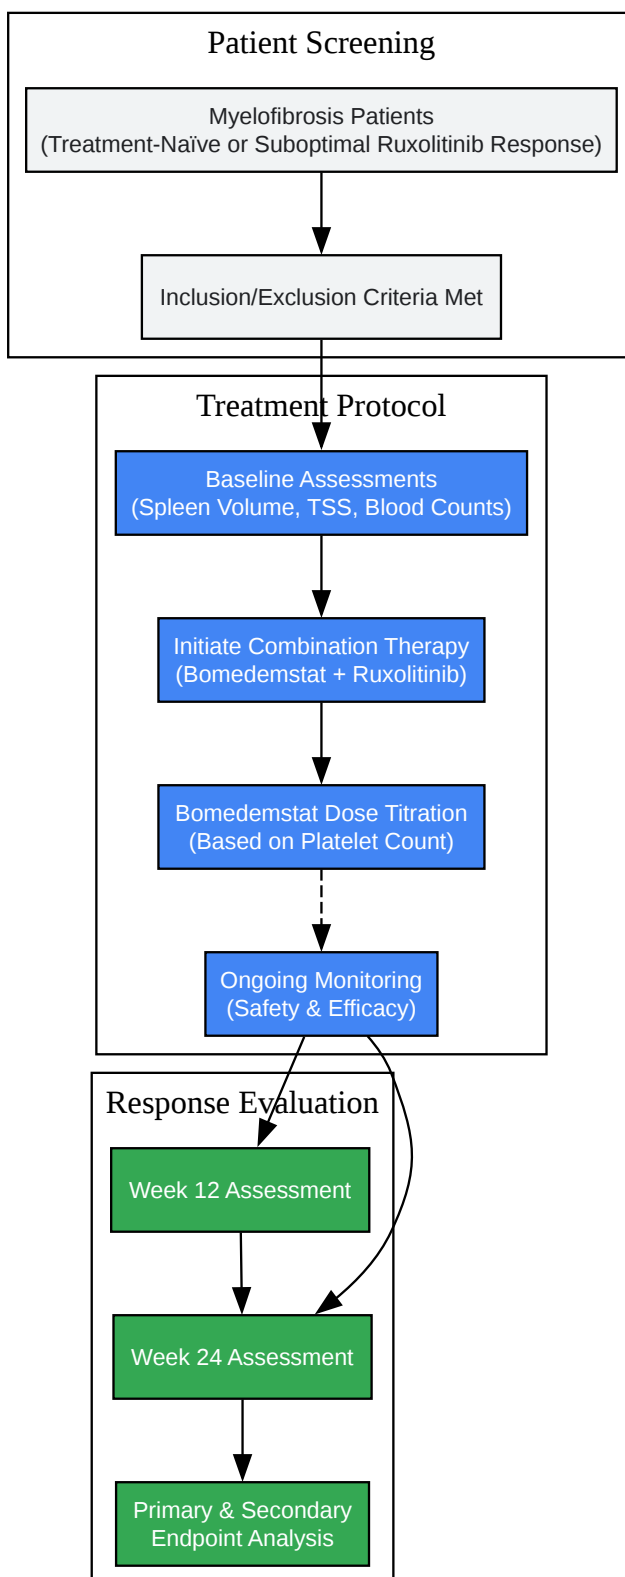 Patient Screening
Myelofibrosis Patients
(Treatment-Naïve or Suboptimal Ruxolitinib Response)
Inclusion/Exclusion Criteria Met
Treatment Protocol
Baseline Assessments
(Spleen Volume, TSS, Blood Counts)
Initiate Combination Therapy
(Bomedemstat + Ruxolitinib)
Bomedemstat Dose Titration
(Based on Platelet Count)
Ongoing Monitoring
(Safety & Efficacy)
Response Evaluation
Week 12 Assessment
Week 24 Assessment
Primary & Secondary
Endpoint Analysis